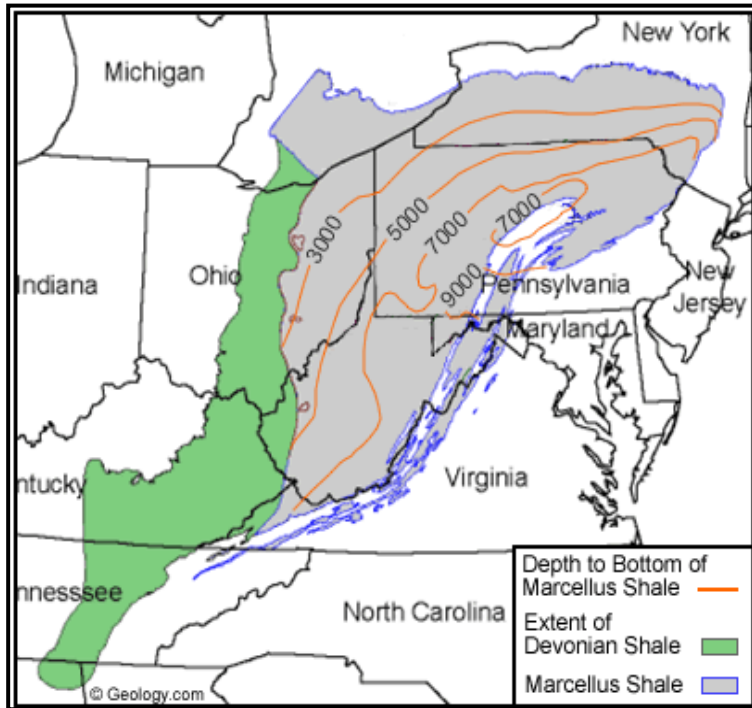 New York
Michigan
3000
5000
7000
7000
9000
Ohio
Indiana
Pennsylvania
New
Jersey
Maryland
Virginia
ntucky
nnesssee
North Carolina
Depth to Bottom of
Marcellus Shale
Extent of
Devonian Shale
Marcellus Shale
© Geology.com